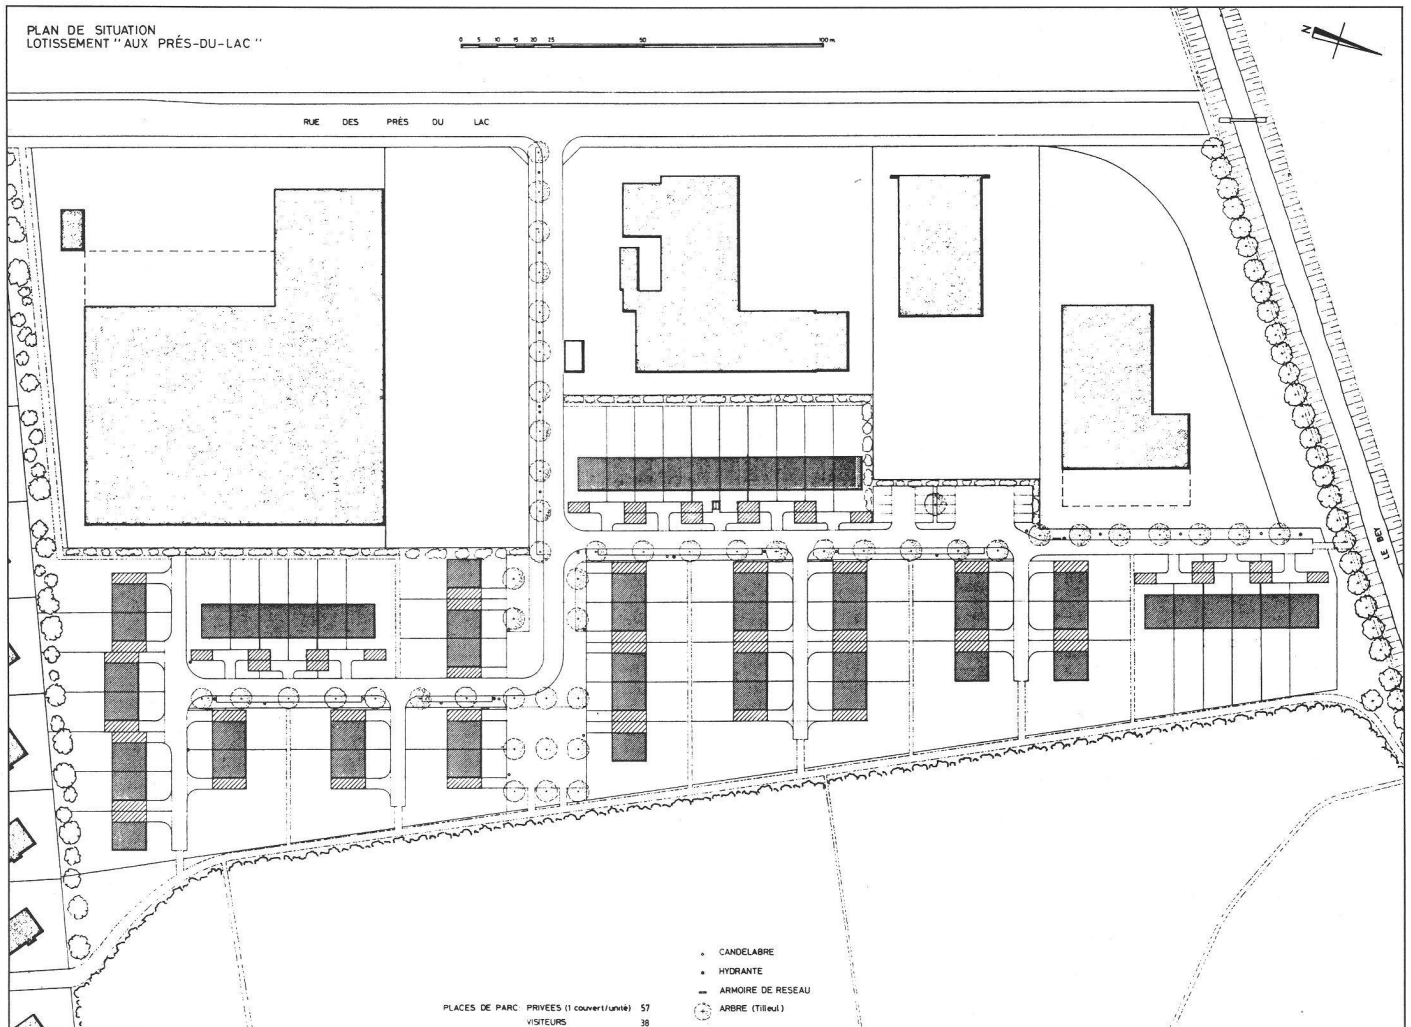 PLAN DE SITUATION
LOTISSEMENT "AUX PRÉS-DU-LAC"
0 5 10 15 20 25 50 100 m
N
RUE DES PRÉS DU LAC
LE BEY
CANDELABRE
HYDRANTE
ARMOIRE DE RESEAU
ARBRE (Tilleul)
PLACES DE PARC: PRIVEES (1 couvert/unité) 57
VISITEURS 38